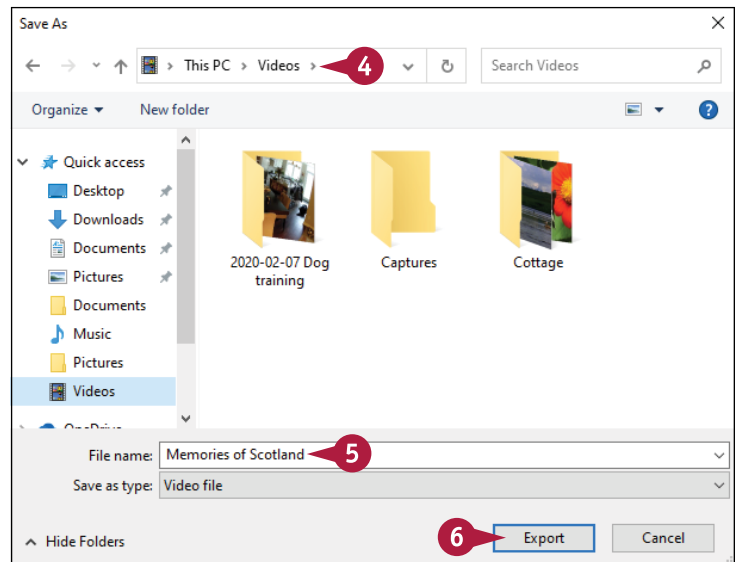 Save As
This PC > Videos >
4
Search Videos
Organize
New folder
?
Quick access
Desktop
Downloads
Documents
Pictures
Documents
Music
Pictures
Videos
2020-02-07 Dog
training
Captures
Cottage
File name: Memories of Scotland
5
Save as type: Video file
Hide Folders
6
Export
Cancel